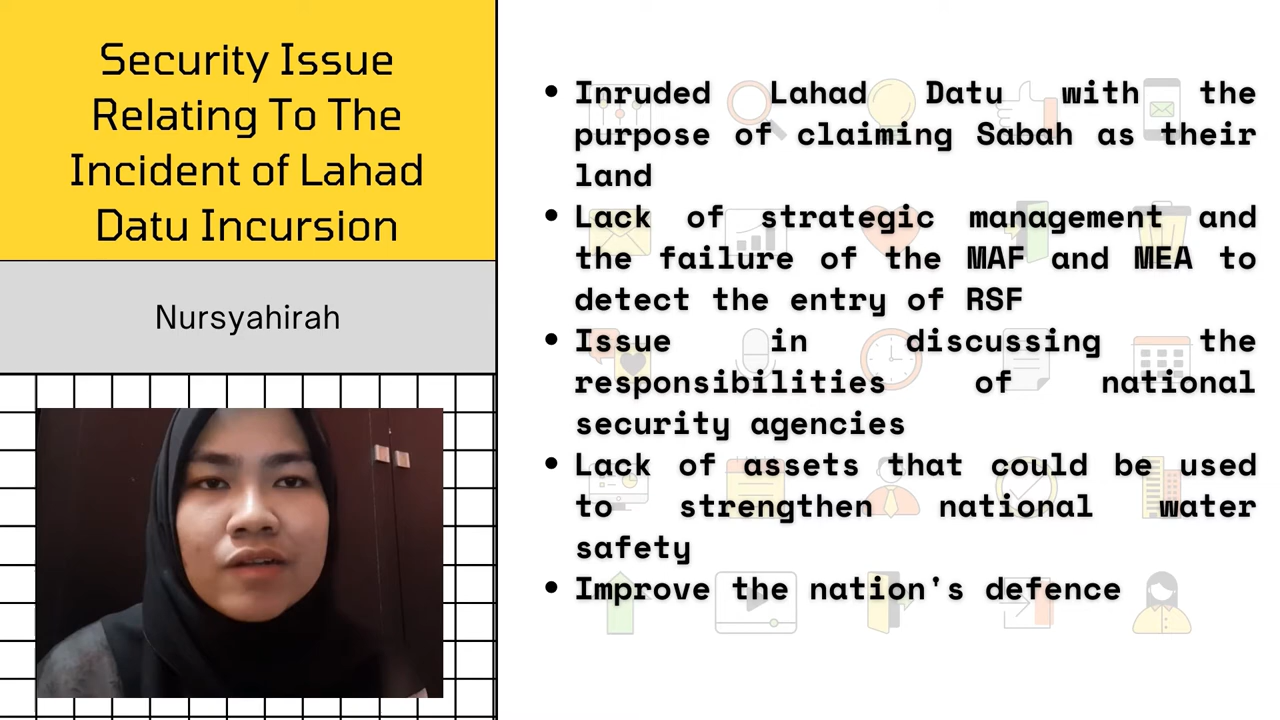 Security Issue
Relating To The
Incident of Lahad
Datu Incursion
Nursyahirah
• Inruded Lahad Datu with the
purpose of claiming Sabah as their
land
• Lack of strategic management and
the failure of the MAF and MEA to
detect the entry of RSF
• Issue in discussing the
responsibilities of national
security agencies
• Lack of assets that could be used
to strengthen national water
safety
• Improve the nation's defence